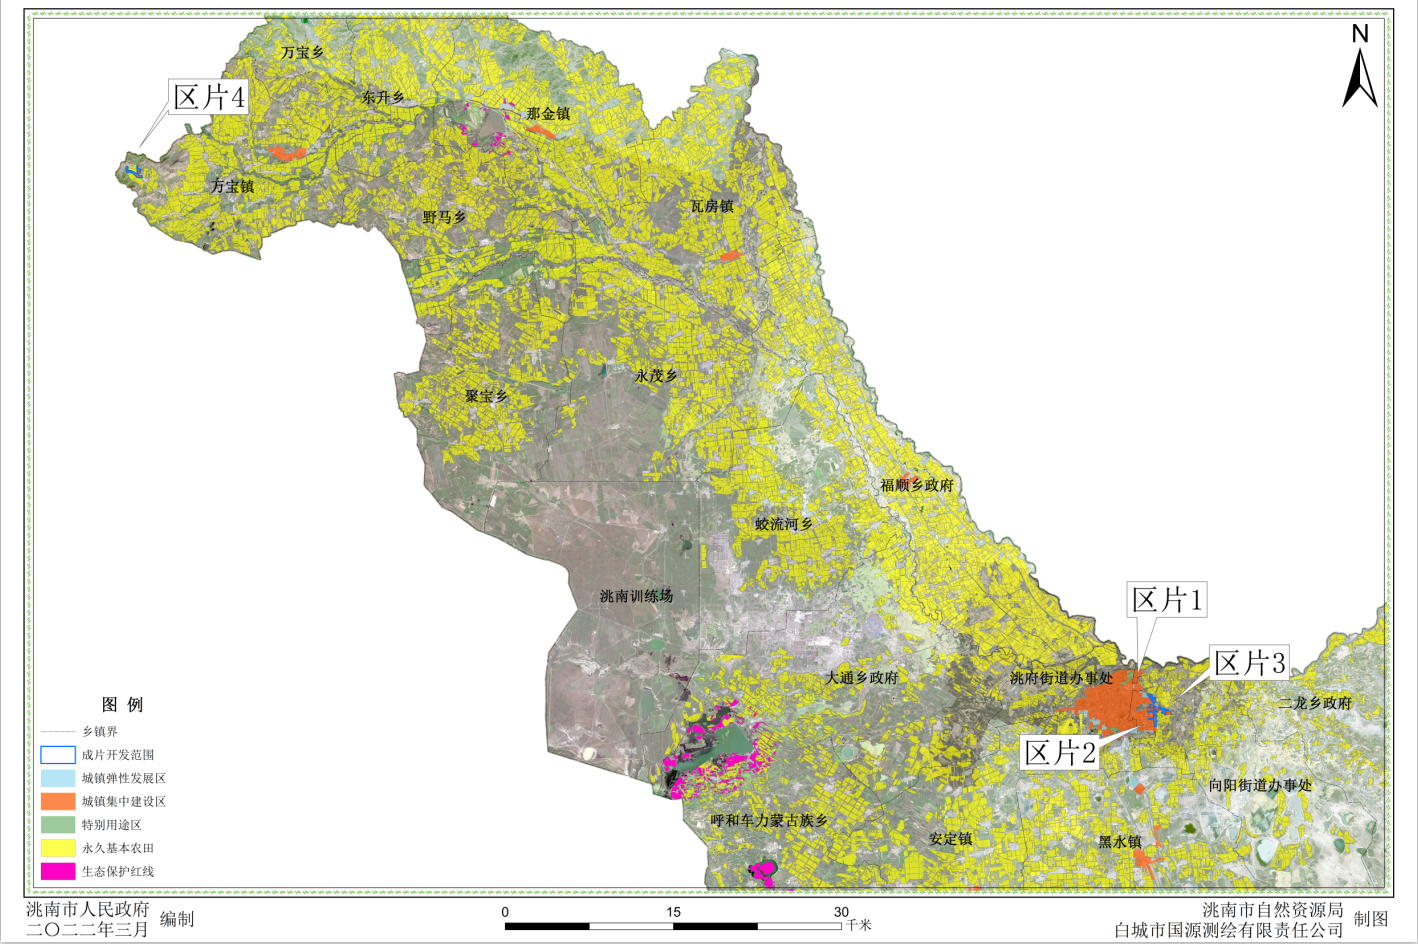 N
万宝乡
区片4
东升乡
那金镇
万宝镇
瓦房镇
野马乡
永茂乡
聚宝乡
福顺乡政府
蛟流河乡
洮南训练场
区片1
区片3
大通乡政府
洮府街道办事处
二龙乡政府
区片2
向阳街道办事处
呼和车力蒙古族乡
安定镇
黑水镇
图 例
乡镇界
成片开发范围
城镇弹性发展区
城镇集中建设区
特别用途区
永久基本农田
生态保护红线
洮南市人民政府
二〇二二年三月
编制
0 15 30
千米
洮南市自然资源局
白城市国源测绘有限责任公司
制图